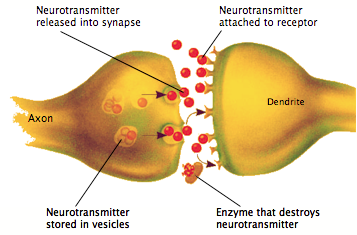 Neurotransmitter
released into synapse
Neurotransmitter
attached to receptor
Axon
Dendrite
Neurotransmitter
stored in vesicles
Enzyme that destroys
neurotransmitter